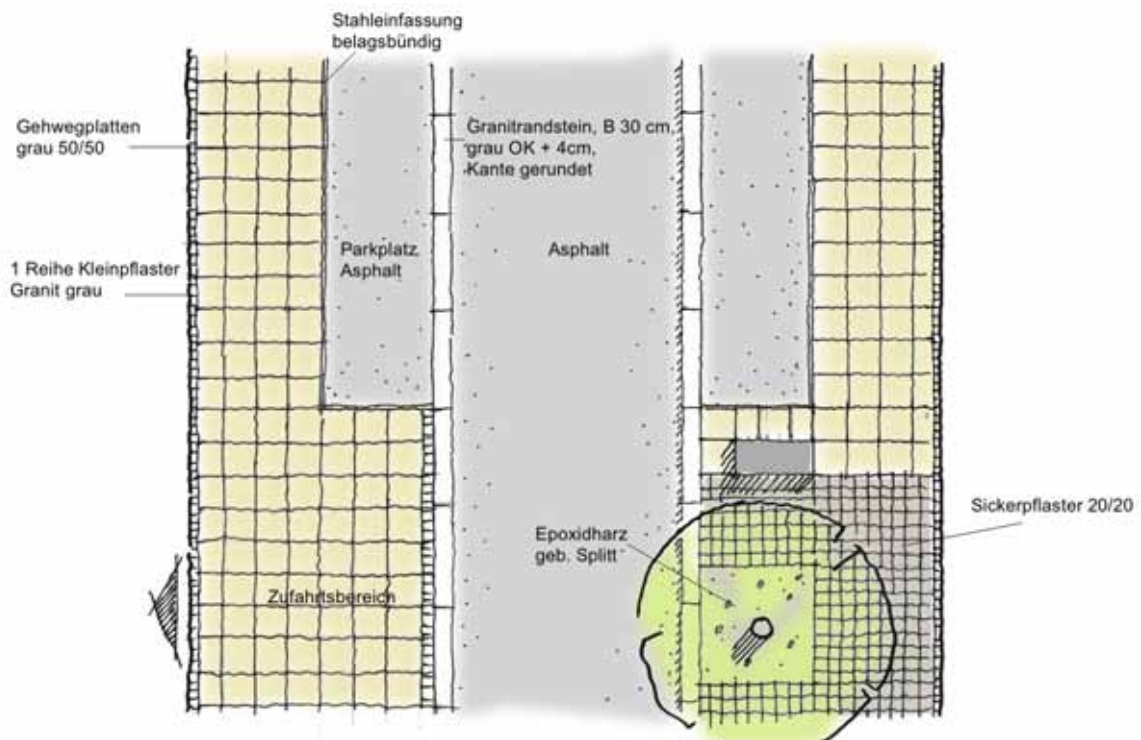 Stahleinfassung
belagsbündig
Gehwegplatten
grau 50/50
Granitrandstein, B 30 cm,
grau OK + 4cm,
Kante gerundet
1 Reihe Kleinpflaster
Granit grau
Parkplatz
Asphalt
Asphalt
Sickerpflaster 20/20
Epoxidharz
geb. Splitt
Zufahrtsbereich